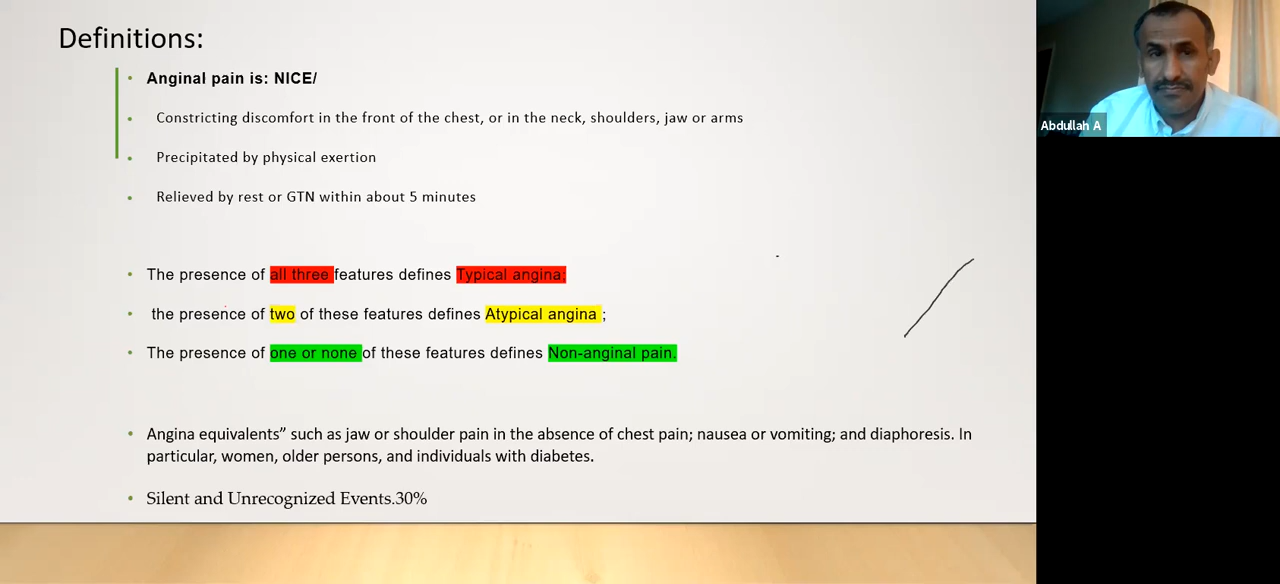 Definitions:
Anginal pain is: NICE/
Constricting discomfort in the front of the chest, or in the neck, shoulders, jaw or arms
Precipitated by physical exertion
Relieved by rest or GTN within about 5 minutes
The presence of all three features defines Typical angina;
the presence of two of these features defines Atypical angina ;
The presence of one or none of these features defines Non-anginal pain.
Angina equivalents” such as jaw or shoulder pain in the absence of chest pain; nausea or vomiting; and diaphoresis. In
particular, women, older persons, and individuals with diabetes.
Silent and Unrecognized Events.30%
Abdullah A